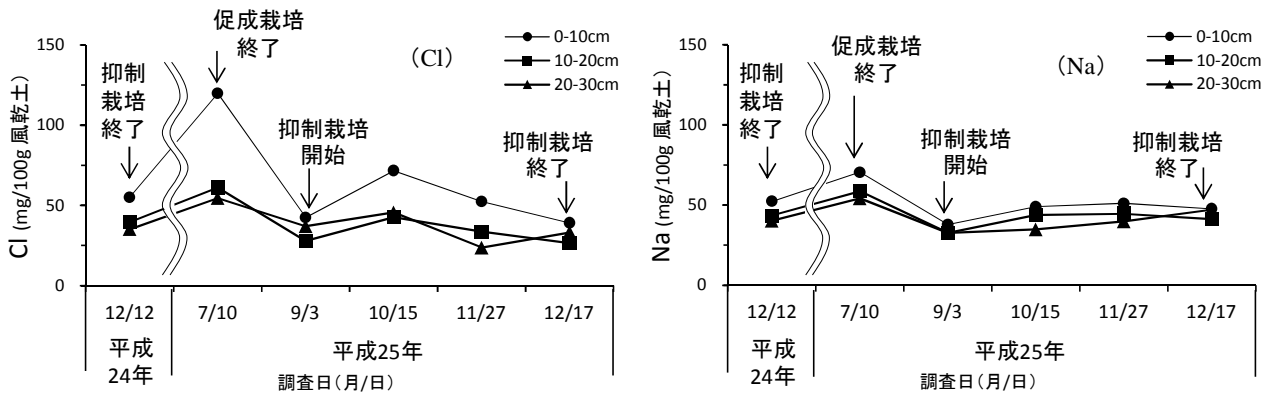 促成栽培
終了
（Cl）
0-10cm
10-20cm
20-30cm
150
100
50
0
Cl (mg/100g 風乾土)
抑制
栽培
終了
抑制栽培
開始
抑制栽培
終了
12/12
7/10
9/3
10/15
11/27
12/17
平成
24年
平成25年
調査日(月/日)
促成栽培
終了
（Na）
0-10cm
10-20cm
20-30cm
150
100
50
0
Na (mg/100g 風乾土)
抑制
栽培
終了
抑制栽培
開始
抑制栽培
終了
12/12
7/10
9/3
10/15
11/27
12/17
平成
24年
平成25年
調査日(月/日)